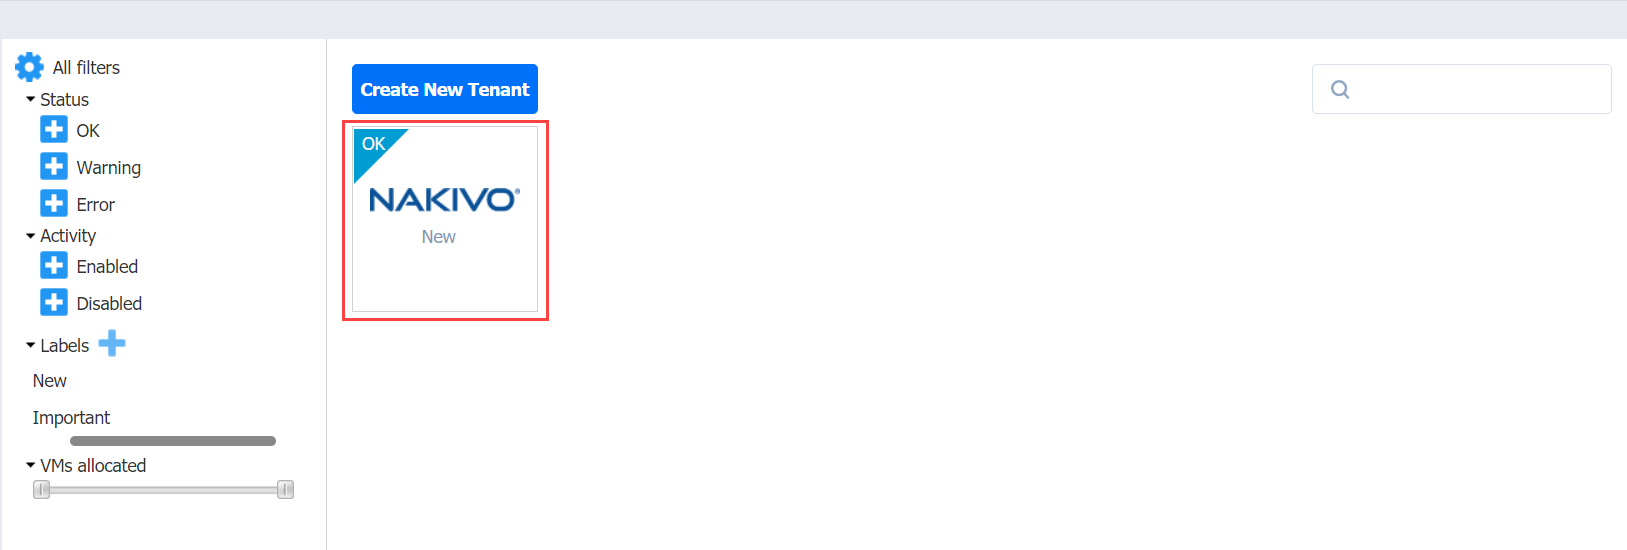 All filters
Status
OK
Warning
Error
Activity
Enabled
Disabled
Labels
New
Important
VMs allocated
Create New Tenant
OK
NAKIVO®
New